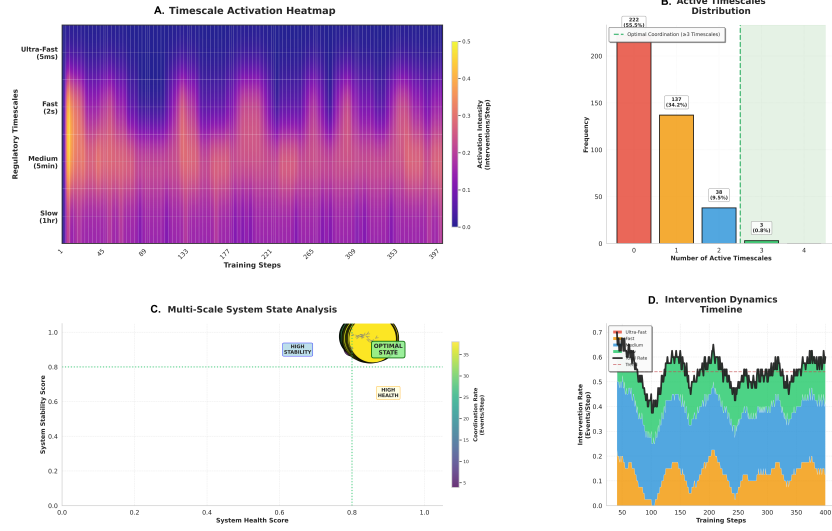 A. Timescale Activation Heatmap
Ultra-Fast
(5ms)
Fast
(2s)
Medium
(5min)
Slow
(1hr)
Regulatory Timescales
1
45
89
133
177
221
265
309
353
397
Training Steps
0.5
0.4
0.3
0.2
0.1
0.0
Activation Intensity
(Interventions/Step)
B. Active Timescales
Distribution
222
(55.5%)
Optimal Coordination (≥3 Timescales)
137
(34.2%)
38
(9.5%)
3
(0.8%)
200
150
100
50
0
Frequency
0
1
2
3
4
Number of Active Timescales
C. Multi-Scale System State Analysis
HIGH
STABILITY
OPTIMAL
STATE
HIGH
HEALTH
1.0
0.8
0.6
0.4
0.2
0.0
System Stability Score
0.0
0.2
0.4
0.6
0.8
1.0
System Health Score
35
30
25
20
15
10
5
Coordination Rate
(Events/Step)
D. Intervention Dynamics
Timeline
Ultra-Fast
0.7
0.6
0.5
0.4
0.3
0.2
0.1
0.0
Intervention Rate
(Events/Step)
50
100
150
200
250
300
350
400
Training Steps